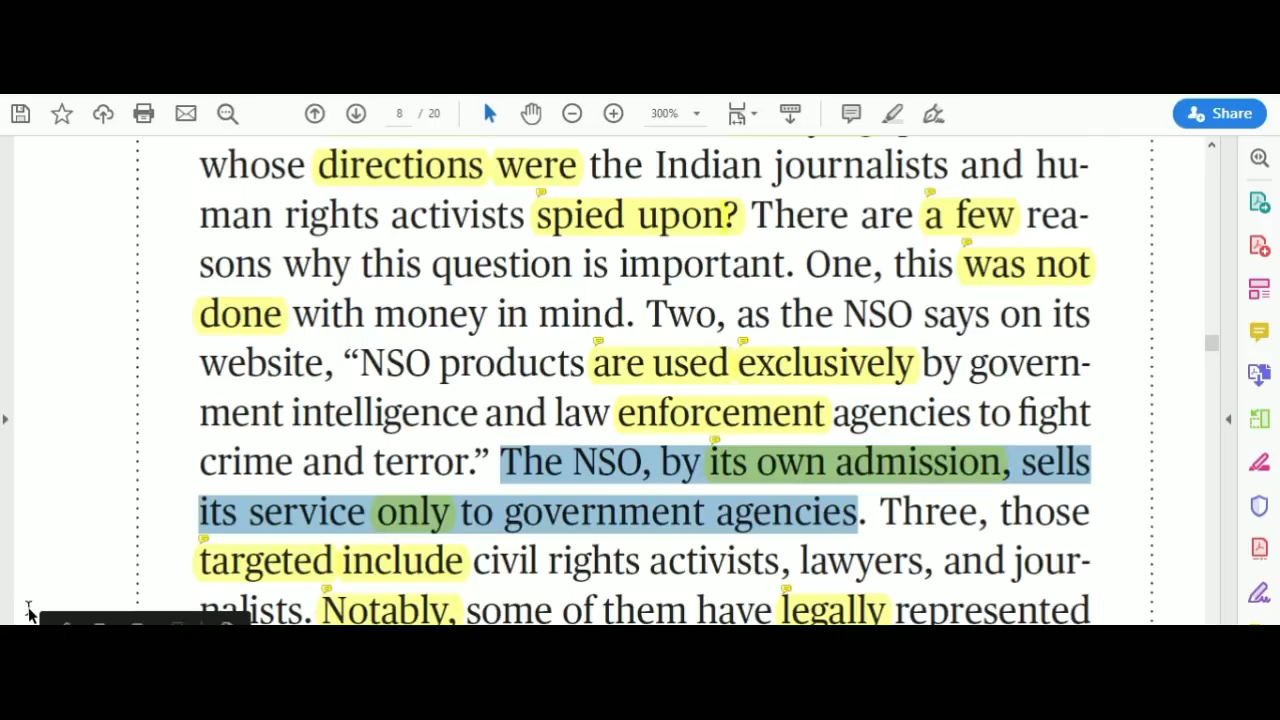 8 / 20 300% Share
whose directions were the Indian journalists and hu-
man rights activists spied upon? There are a few rea-
sons why this question is important. One, this was not
done with money in mind. Two, as the NSO says on its
website, “NSO products are used exclusively by govern-
ment intelligence and law enforcement agencies to fight
crime and terror.” The NSO, by its own admission, sells
its service only to government agencies. Three, those
targeted include civil rights activists, lawyers, and jour-
nalists. Notably, some of them have legally represented